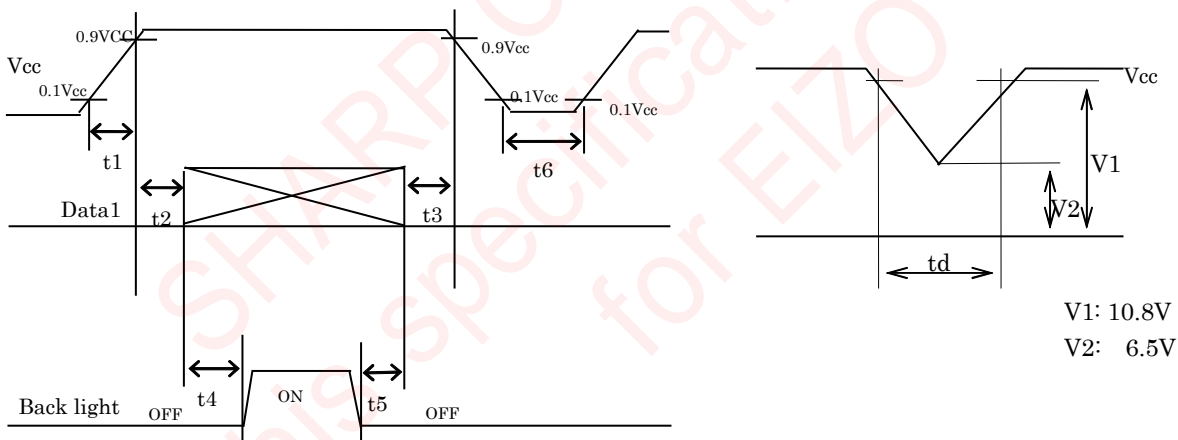 0.9VCC
Vcc
0.1Vcc
t1
0.9Vcc
0.1Vcc
0.1Vcc
t6
Data1
t2
t3
t4
t5
Back light
OFF
ON
OFF
Vcc
V1
V2
td
V1: 10.8V
V2: 6.5V
SHARP
This specificati
for EIZO